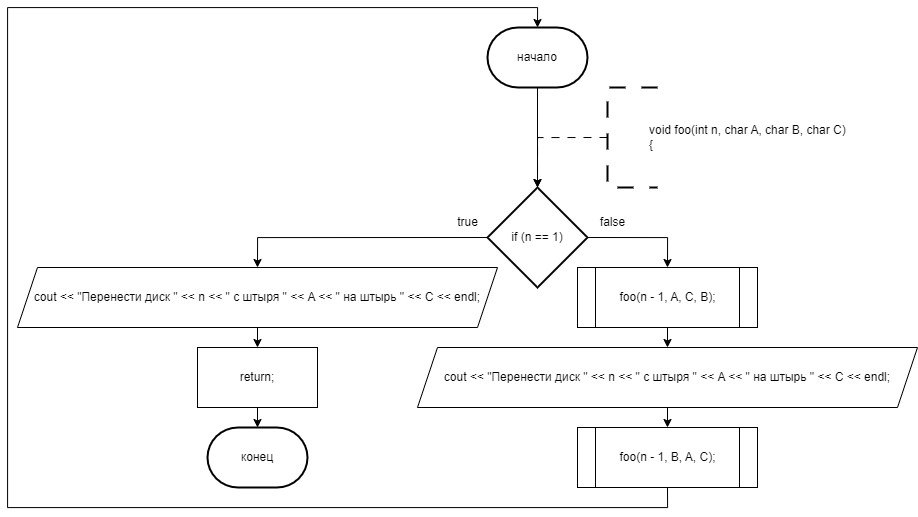 начало
void foo(int n, char A, char B, char C)
{
true
false
if (n == 1)
cout << "Перенести диск " << n << " с штыря " << A << " на штырь " << C << endl;
foo(n - 1, A, C, B);
return;
cout << "Перенести диск " << n << " с штыря " << A << " на штырь " << C << endl;
конец
foo(n - 1, B, A, C);